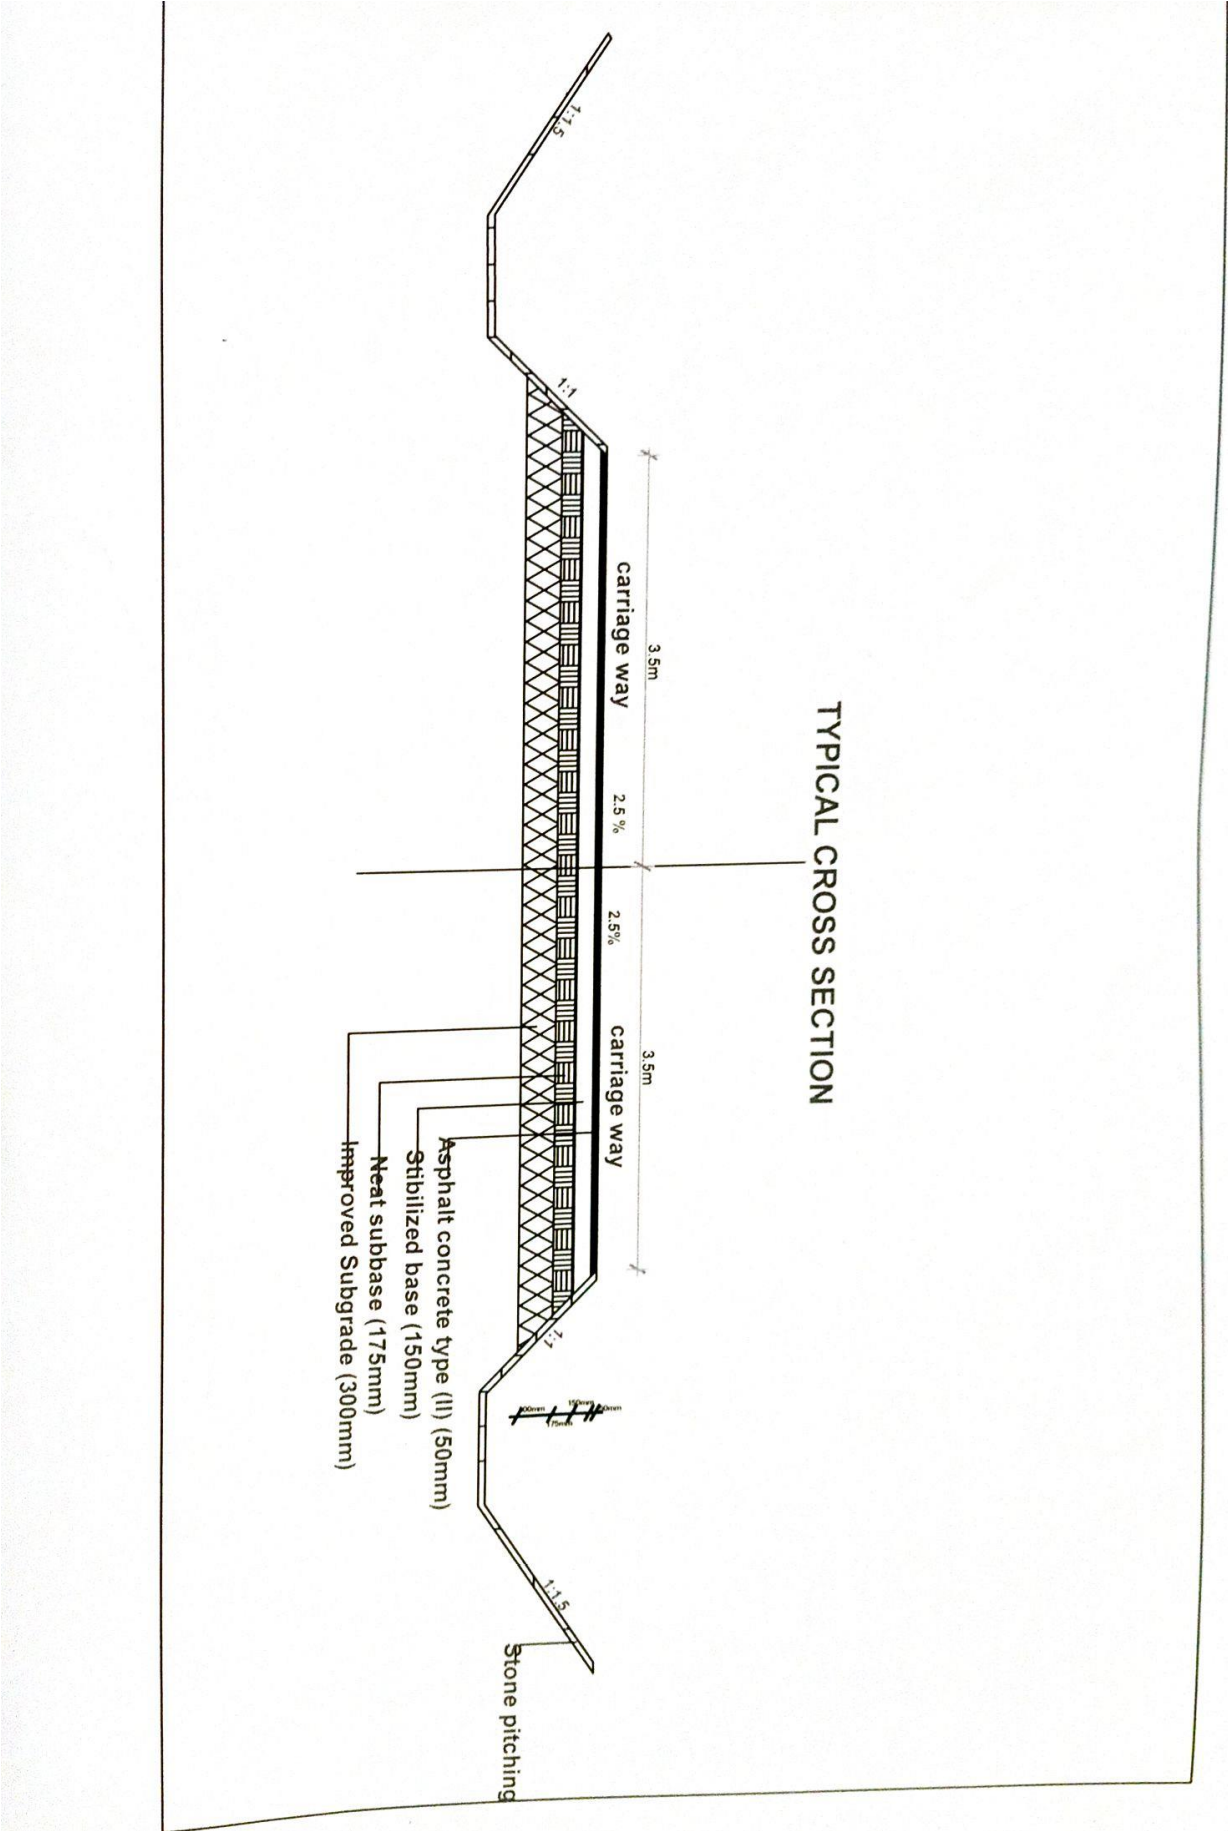 TYPICAL CROSS SECTION
3.5m
3.5m
carriage way
2.5 %
2.5%
carriage way
1:1.5
1:1
1:1
1:1.5
150mm
175mm
Asphalt concrete type (II) (50mm)
Stibilized base (150mm)
Neat subbase (175mm)
Improved Subgrade (300mm)
Stone pitching